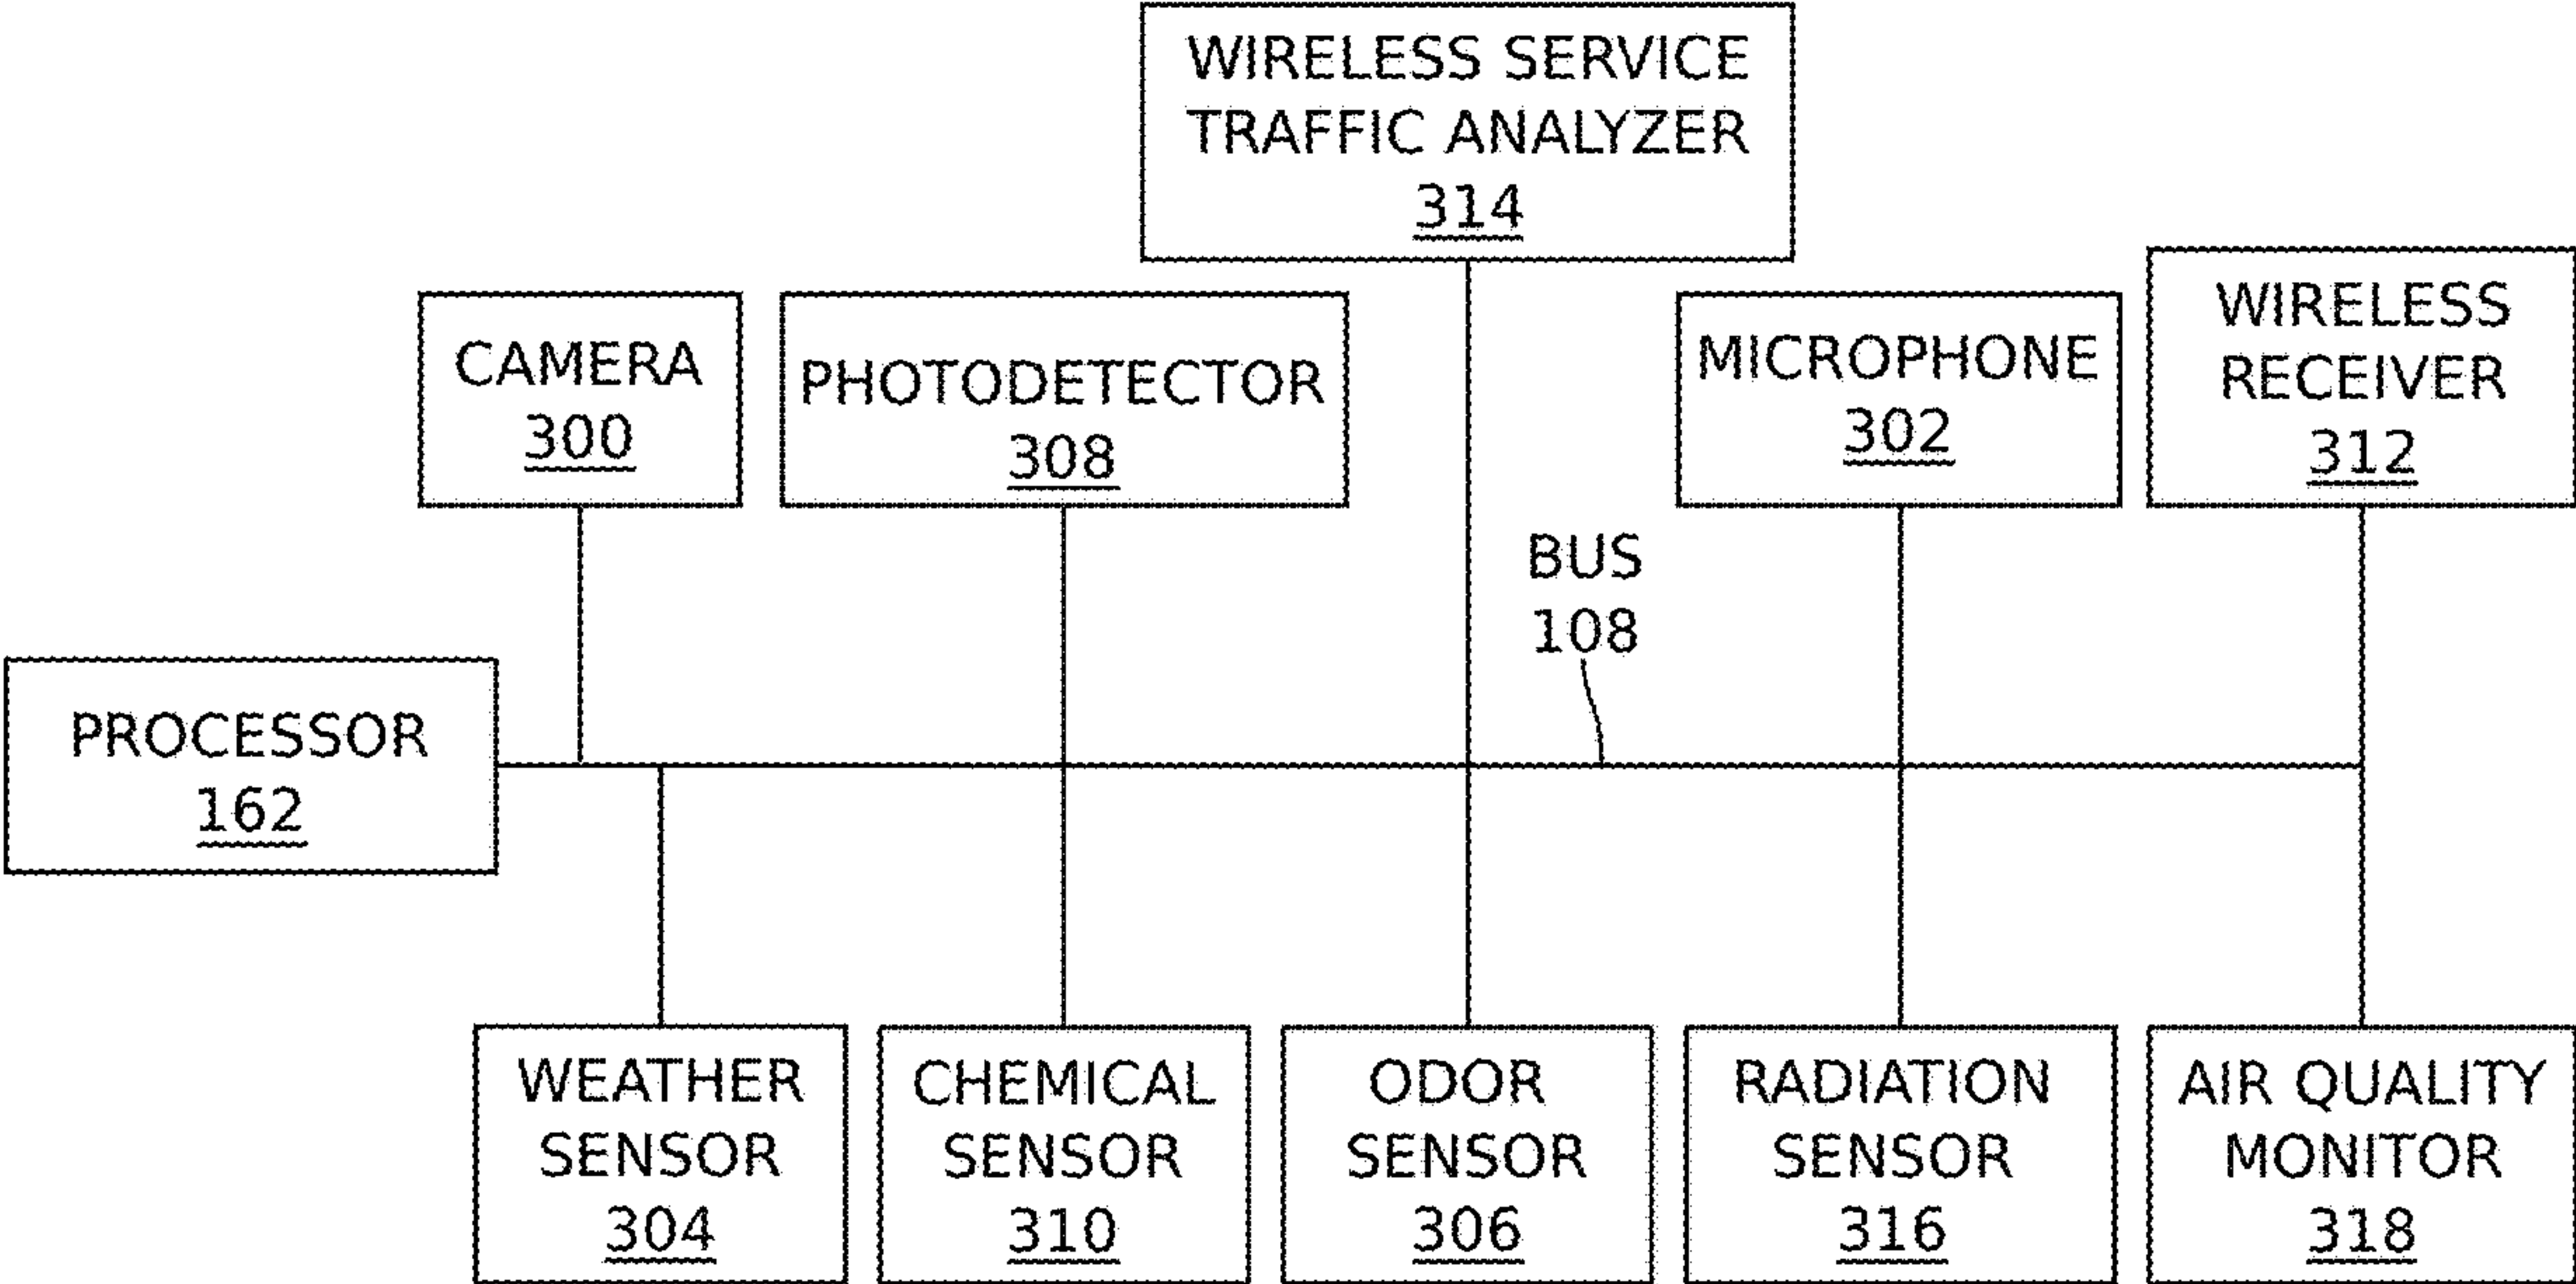 WIRELESS SERVICE
TRAFFIC ANALYZER
314
CAMERA
300
PHOTODETECTOR
308
MICROPHONE
302
WIRELESS
RECEIVER
312
BUS
108
PROCESSOR
162
WEATHER
SENSOR
304
CHEMICAL
SENSOR
310
ODOR
SENSOR
306
RADIATION
SENSOR
316
AIR QUALITY
MONITOR
318